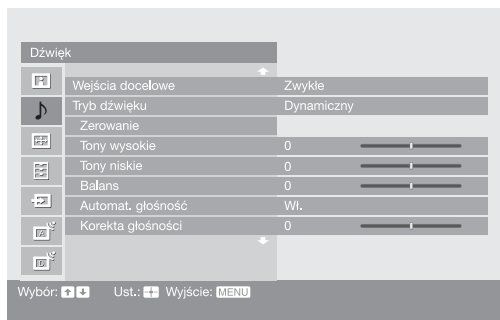 Dźwięk
Wejścia docelowe Zwykłe
Tryb dźwięku Dynamiczny
Zerowanie
Tony wysokie 0
Tony niskie 0
Balans 0
Automat. głośność Wł.
Korekta głośności 0
Wybór: Ust.: Wyjście: MENU